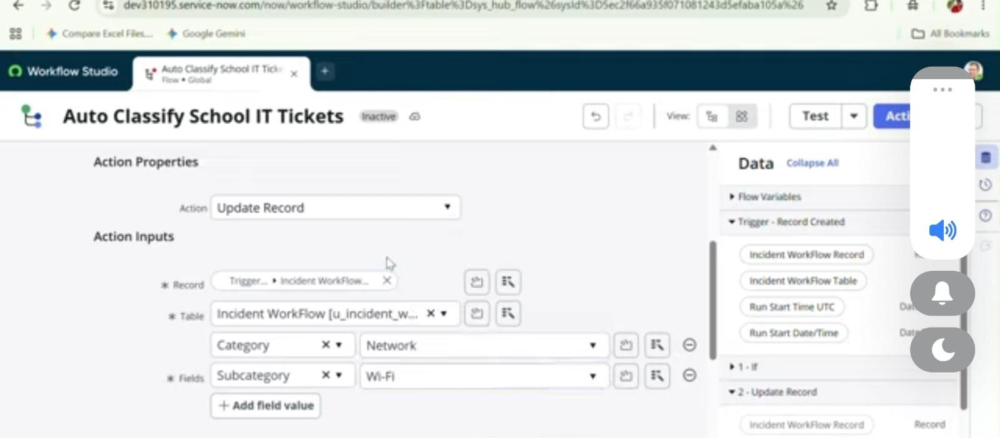 dev310195.service-now.com/now/workflow-studio/builder%3Ftable%3Dsys_hub_flow%26sysId%3D5ec2f66a935f071081243d5efaba105a%26
Compare Excel Files...
Google Gemini
All Bookmarks
Workflow Studio
Auto Classify School IT Tick
Flow • Global
Auto Classify School IT Tickets
Inactive
View:
Test
Acti
Action Properties
Action
Update Record
Action Inputs
* Record
Trigger... ▸ Incident WorkFlow...
* Table
Incident WorkFlow [u_incident_w...
Category
Network
* Fields
Subcategory
Wi-Fi
+ Add field value
Data
Collapse All
Flow Variables
Trigger - Record Created
Incident WorkFlow Record
Incident WorkFlow Table
Run Start Time UTC
Dat
Run Start Date/Time
Date
1 - If
2 - Update Record
Incident WorkFlow Record
Record